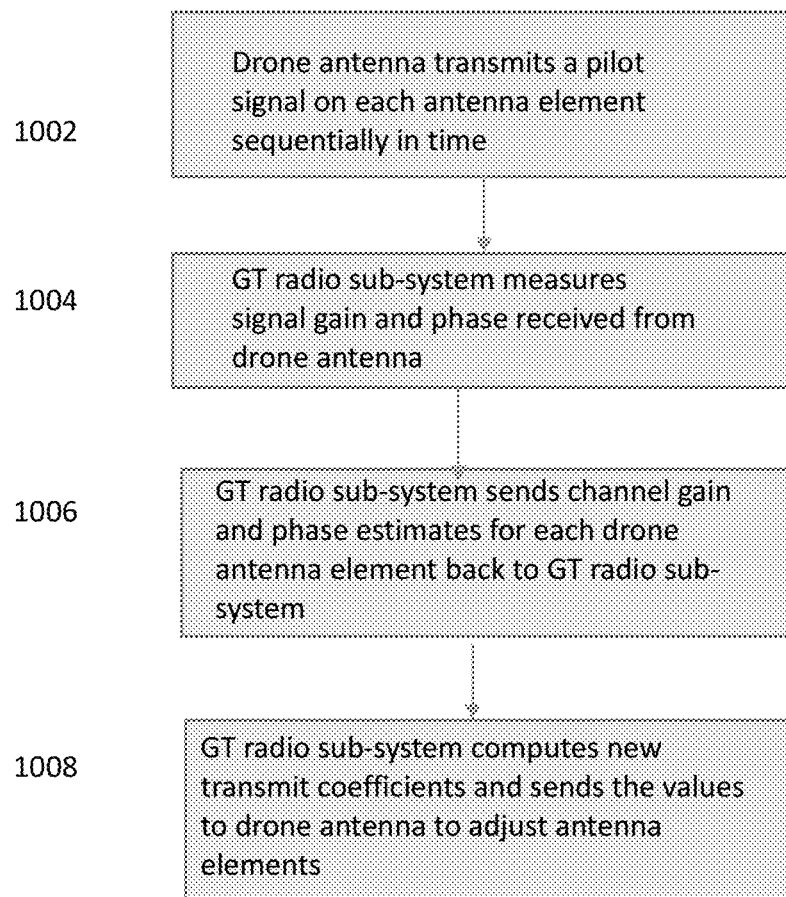 1002
Drone antenna transmits a pilot
signal on each antenna element
sequentially in time
1004
GT radio sub-system measures
signal gain and phase received from
drone antenna
1006
GT radio sub-system sends channel gain
and phase estimates for each drone
antenna element back to GT radio sub-
system
1008
GT radio sub-system computes new
transmit coefficients and sends the values
to drone antenna to adjust antenna
elements